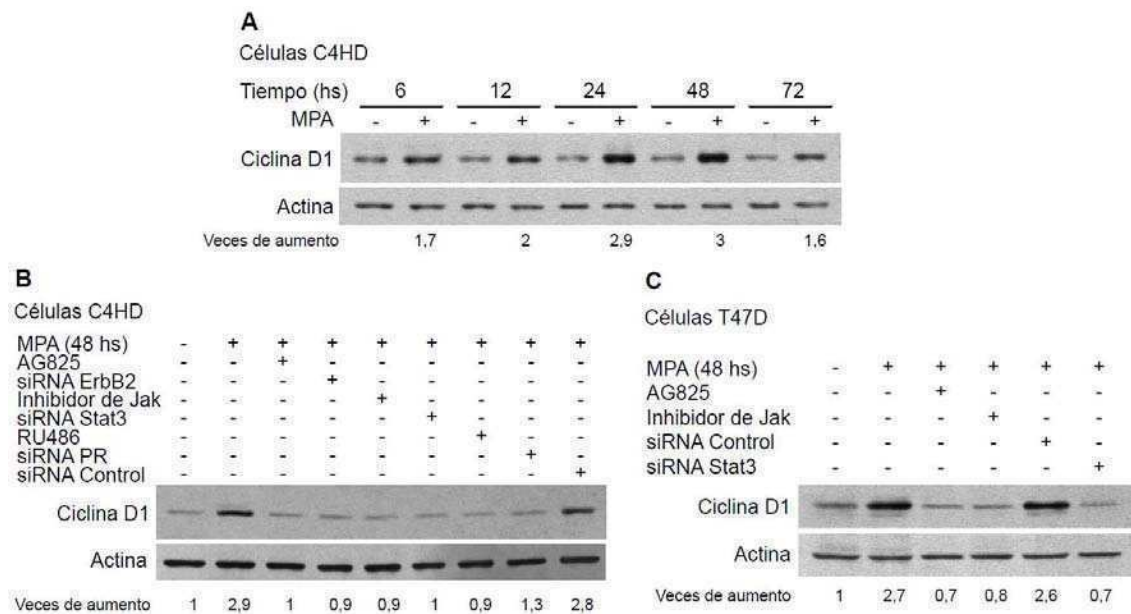 A
Células C4HD
Tiempo (hs) 6 12 24 48 72
MPA - + - + - + - + - +
Ciclina D1
Actina
Veces de aumento 1,7 2 2,9 3 1,6
B
Células C4HD
MPA (48 hs) - + + + + + + + +
AG825 - - + - - - - - -
siRNA ErbB2 - - - + - - - - -
Inhibidor de Jak - - - - + - - - -
siRNA Stat3 - - - - - + - - -
RU486 - - - - - - + - -
siRNA PR - - - - - - - + -
siRNA Control - - - - - - - - +
Ciclina D1
Actina
Veces de aumento 1 2,9 1 0,9 0,9 1 0,9 1,3 2,8
C
Células T47D
MPA (48 hs) - + + + + +
AG825 - - + - - -
Inhibidor de Jak - - - + - -
siRNA Control - - - - + -
siRNA Stat3 - - - - - +
Ciclina D1
Actina
Veces de aumento 1 2,7 0,7 0,8 2,6 0,7